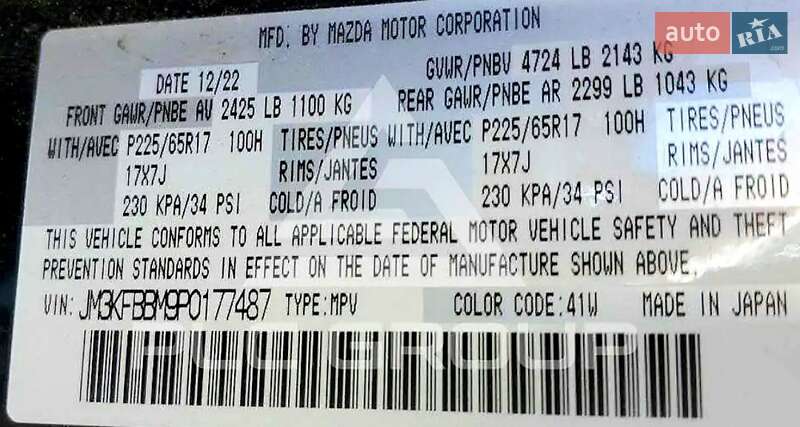 auto RIA.com
MFD. BY MAZDA MOTOR CORPORATION
DATE 12/22 GVWR/PNBV 4724 LB 2143 KG
FRONT GAWR/PNBE AV 2425 LB 1100 KG REAR GAWR/PNBE AR 2299 LB 1043 KG
WITH/AVEC P225/65R17 100H TIRES/PNEUS WITH/AVEC P225/65R17 100H TIRES/PNEUS
17X7J RIMS/JANTES 17X7J RIMS/JANTES
230 KPA/34 PSI COLD/A FROID 230 KPA/34 PSI COLD/A FROID
THIS VEHICLE CONFORMS TO ALL APPLICABLE FEDERAL MOTOR VEHICLE SAFETY AND THEFT
PREVENTION STANDARDS IN EFFECT ON THE DATE OF MANUFACTURE SHOWN ABOVE.
VIN: JM3KFBBM9P0177487 TYPE:MPV COLOR CODE:41W MADE IN JAPAN
PLC GROUP